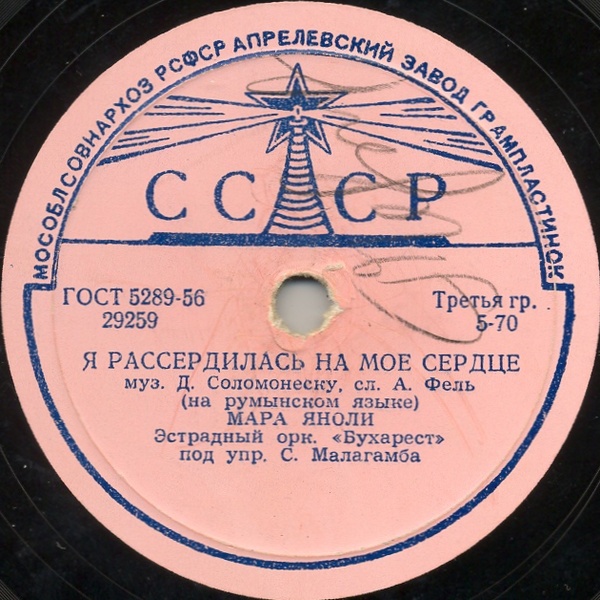 МОСОБЛСОВНАРХОЗ РСФСР АПРЕЛЕВСКИЙ ЗАВОД ГРАМПЛАСТИНОК
СССР
ГОСТ 5289-56
29259
Третья гр.
5-70
Я РАССЕРДИЛАСЬ НА МОЕ СЕРДЦЕ
муз. Д. Соломонеску, сл. А. Фель
(на румынском языке)
МАРА ЯНОЛИ
Эстрадный орк. «Бухарест»
под упр. С. Малагамба